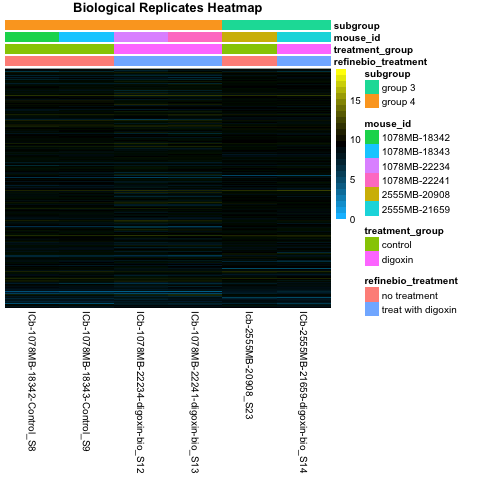 Biological Replicates Heatmap
subgroup
mouse_id
treatment_group
refinebio_treatment
15
10
5
0
subgroup
group 3
group 4
mouse_id
1078MB-18342
1078MB-18343
1078MB-22234
1078MB-22241
2555MB-20908
2555MB-21659
treatment_group
control
digoxin
refinebio_treatment
no treatment
treat with digoxin
ICb-1078MB-18342-Control_S8
ICb-1078MB-18343-Control_S9
ICb-1078MB-22234-digoxin-bio_S12
ICb-1078MB-22241-digoxin-bio_S13
Icb-2555MB-20908_S23
ICb-2555MB-21659-digoxin-bio_S14